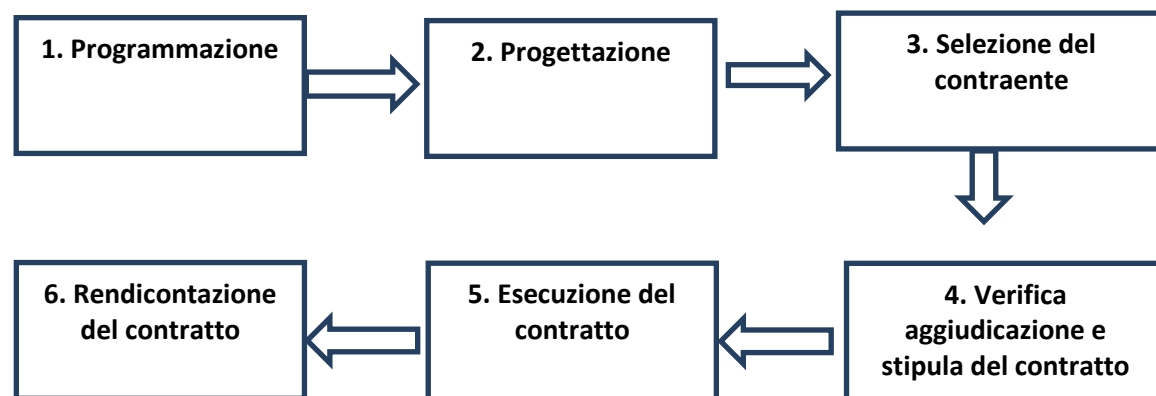 1. Programmazione
2. Progettazione
3. Selezione del
contraente
4. Verifica
aggiudicazione e
stipula del contratto
5. Esecuzione del
contratto
6. Rendicontazione
del contratto